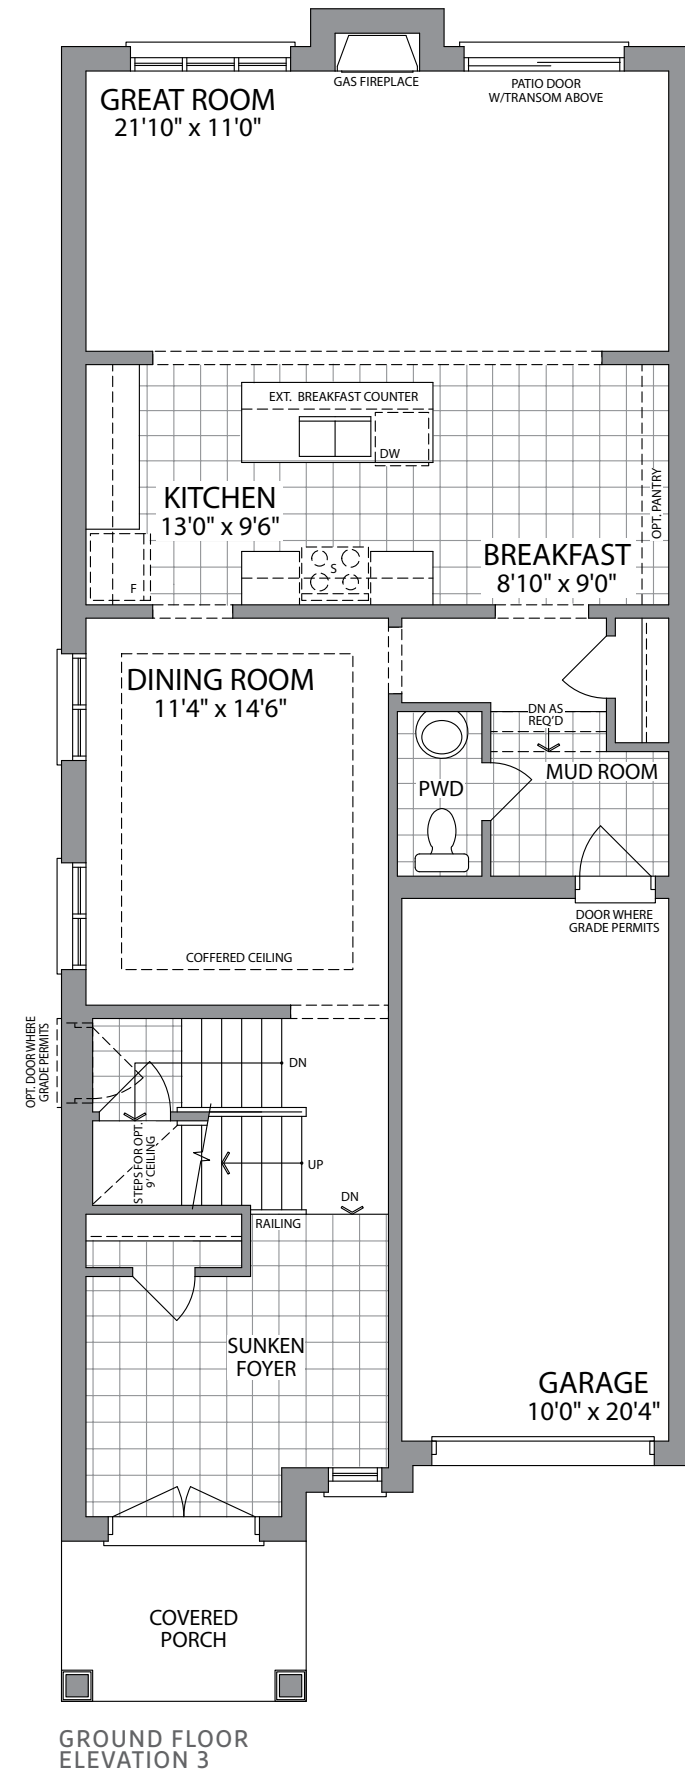 GAS FIREPLACE
PATIO DOOR
W/TRANSOM ABOVE
GREAT ROOM
21'10" x 11'0"
EXT. BREAKFAST COUNTER
DW
KITCHEN
13'0" x 9'6"
OPT. PANTRY
BREAKFAST
8'10" x 9'0"
S
F
DINING ROOM
11'4" x 14'6"
DN AS
REQ'D
MUD ROOM
PWD
DOOR WHERE
GRADE PERMITS
COFFERED CEILING
OPT. DOOR WHERE
GRADE PERMITS
DN
STEPS FOR OPT.
9' CEILING
UP
DN
RAILING
SUNKEN
FOYER
GARAGE
10'0" x 20'4"
COVERED
PORCH
GROUND FLOOR
ELEVATION 3